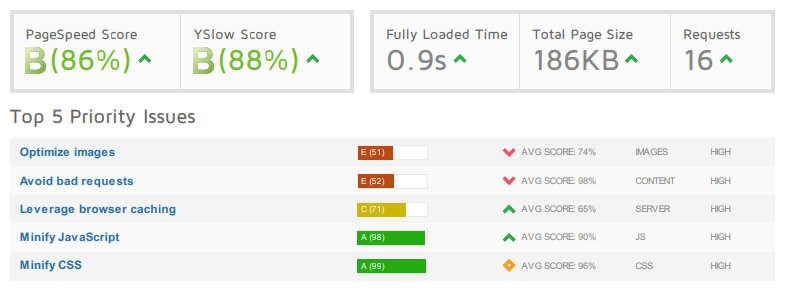 PageSpeed Score YSlow Score Fully Loaded Time Total Page Size Requests
B(86%) B(88%) 0.9s 186KB 16
Top 5 Priority Issues
Optimize images E (51) AVG SCORE: 74% IMAGES HIGH
Avoid bad requests E (52) AVG SCORE: 98% CONTENT HIGH
Leverage browser caching C (71) AVG SCORE: 65% SERVER HIGH
Minify JavaScript A (98) AVG SCORE: 90% JS HIGH
Minify CSS A (99) AVG SCORE: 96% CSS HIGH